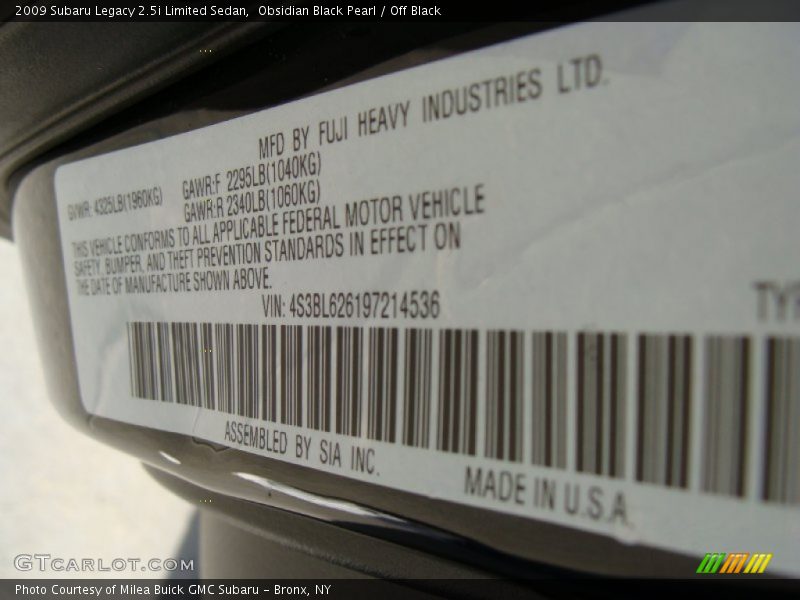 2009 Subaru Legacy 2.5i Limited Sedan,  Obsidian Black Pearl / Off Black
MFD BY FUJI HEAVY INDUSTRIES LTD.
GVWR: 4325LB(1960KG) GAWR:F 2295LB(1040KG)
GAWR:R 2340LB(1060KG)
THIS VEHICLE CONFORMS TO ALL APPLICABLE FEDERAL MOTOR VEHICLE
SAFETY, BUMPER, AND THEFT PREVENTION STANDARDS IN EFFECT ON
THE DATE OF MANUFACTURE SHOWN ABOVE.
VIN: 4S3BL626197214536
ASSEMBLED BY SIA INC.
MADE IN U.S.A
GTcarlot.com
Photo Courtesy of Milea Buick GMC Subaru - Bronx, NY